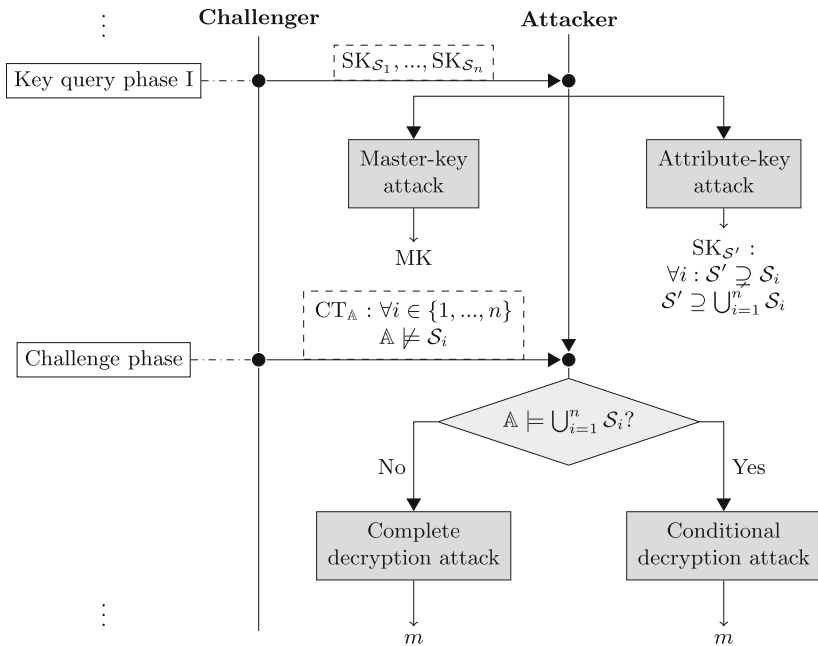 Challenger
Attacker
⋮
Key query phase I
SK_{𝒮_1}, ..., SK_{𝒮_n}
Master-key
attack
Attribute-key
attack
MK
SK_{𝒮′} :
∀i : 𝒮′ ⊋ 𝒮_i
𝒮′ ⊇ ⋃_{i=1}^{n} 𝒮_i
CT_𝔸 : ∀i ∈ {1, ..., n}
𝔸 ⊭ 𝒮_i
Challenge phase
𝔸 ⊨ ⋃_{i=1}^{n} 𝒮_i?
No
Yes
Complete
decryption attack
Conditional
decryption attack
⋮
m
m